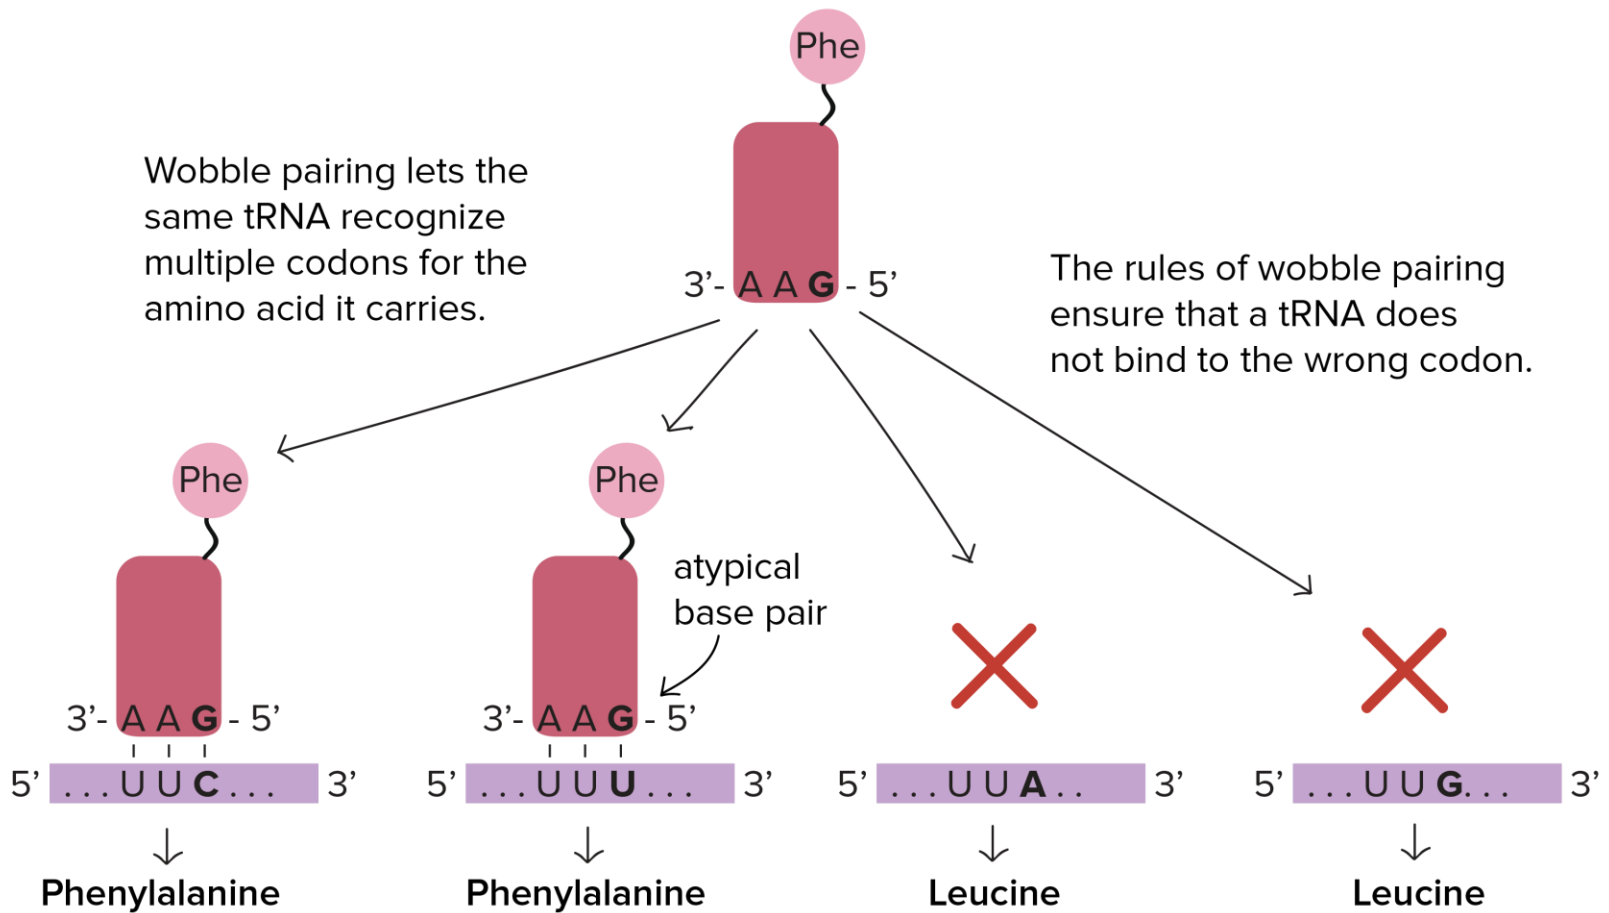 Phe
Wobble pairing lets the
same tRNA recognize
multiple codons for the
amino acid it carries.
3’- A A G - 5’
The rules of wobble pairing
ensure that a tRNA does
not bind to the wrong codon.
Phe
Phe
atypical
base pair
3’- A A G - 5’
3’- A A G - 5’
5’ ...U U C... 3’
5’ ...U U U... 3’
5’ ...U U A.. 3’
5’ ...U U G... 3’
Phenylalanine
Phenylalanine
Leucine
Leucine